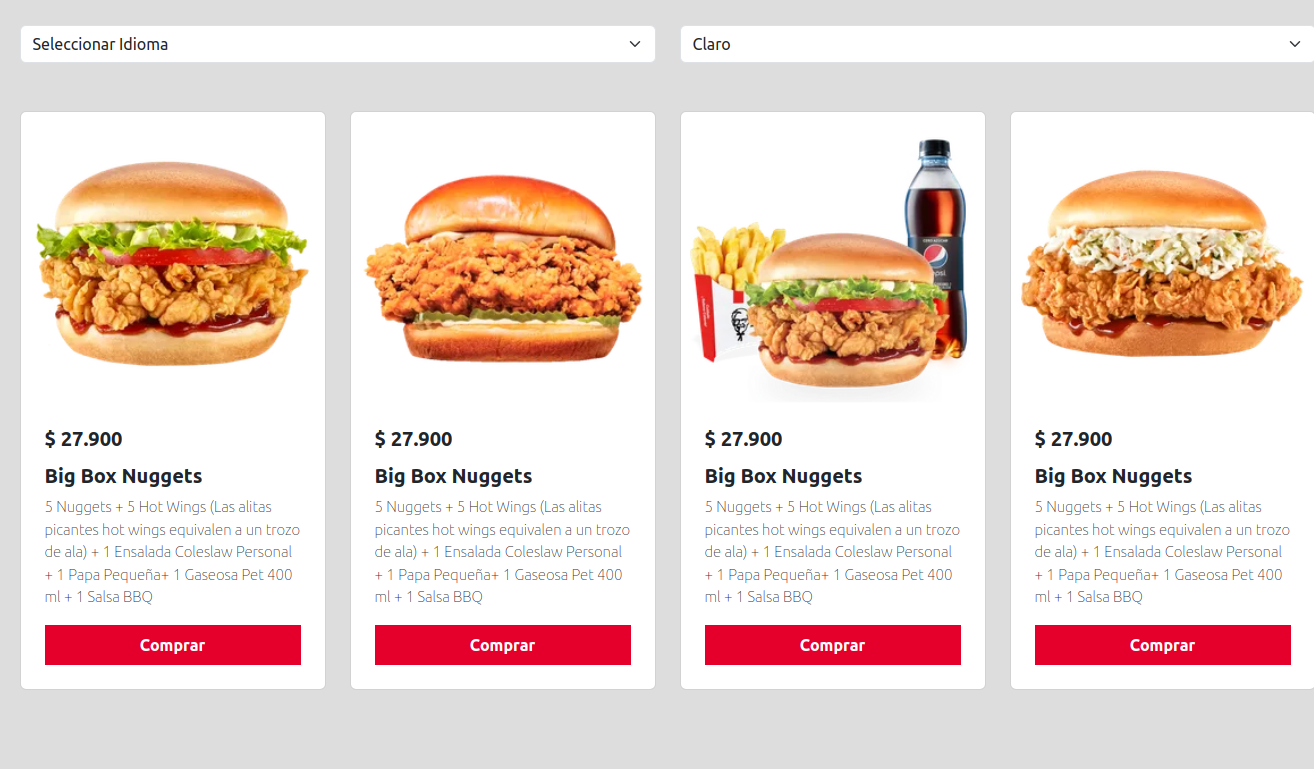 Seleccionar Idioma
Claro
$ 27.900
Big Box Nuggets
5 Nuggets + 5 Hot Wings (Las alitas
picantes hot wings equivalen a un trozo
de ala) + 1 Ensalada Coleslaw Personal
+ 1 Papa Pequeña+ 1 Gaseosa Pet 400
ml + 1 Salsa BBQ
Comprar
$ 27.900
Big Box Nuggets
5 Nuggets + 5 Hot Wings (Las alitas
picantes hot wings equivalen a un trozo
de ala) + 1 Ensalada Coleslaw Personal
+ 1 Papa Pequeña+ 1 Gaseosa Pet 400
ml + 1 Salsa BBQ
Comprar
$ 27.900
Big Box Nuggets
5 Nuggets + 5 Hot Wings (Las alitas
picantes hot wings equivalen a un trozo
de ala) + 1 Ensalada Coleslaw Personal
+ 1 Papa Pequeña+ 1 Gaseosa Pet 400
ml + 1 Salsa BBQ
Comprar
$ 27.900
Big Box Nuggets
5 Nuggets + 5 Hot Wings (Las alitas
picantes hot wings equivalen a un trozo
de ala) + 1 Ensalada Coleslaw Personal
+ 1 Papa Pequeña+ 1 Gaseosa Pet 400
ml + 1 Salsa BBQ
Comprar